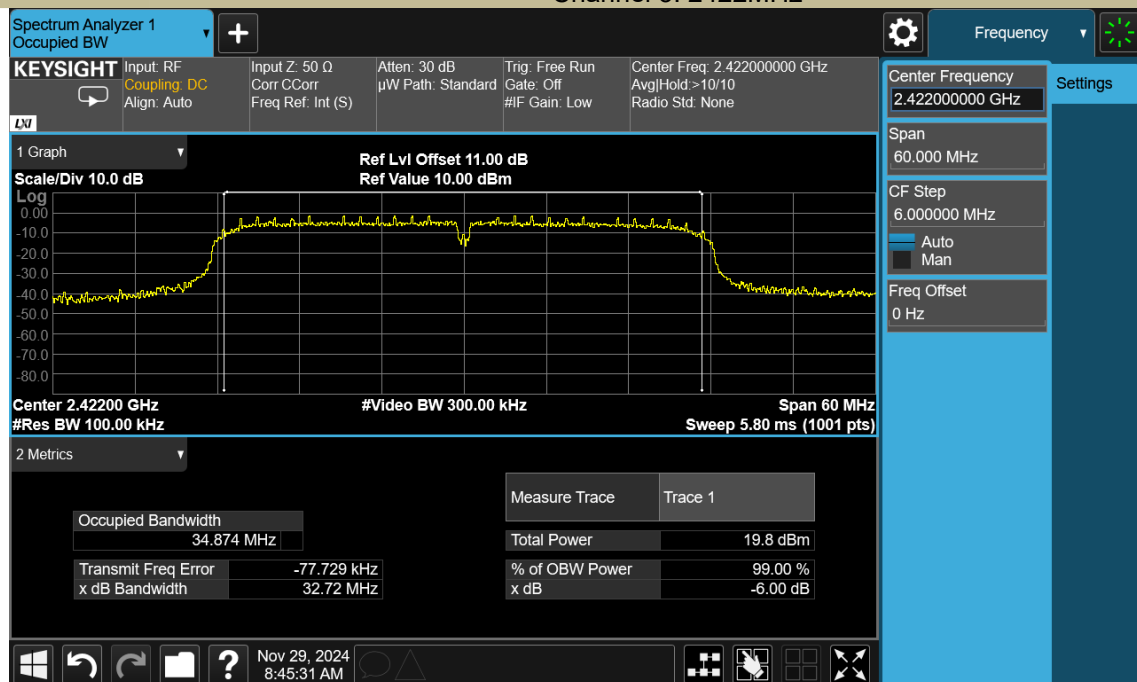 Channel 3: 2422MHz
Spectrum Analyzer 1
Occupied BW
+
Frequency
KEYSIGHT
Input: RF
Coupling: DC
Align: Auto
Input Z: 50 Ω
Corr CCorr
Freq Ref: Int (S)
Atten: 30 dB
µW Path: Standard
Trig: Free Run
Gate: Off
#IF Gain: Low
Center Freq: 2.422000000 GHz
Avg|Hold:>10/10
Radio Std: None
LXI
Center Frequency
2.422000000 GHz
Settings
Span
60.000 MHz
CF Step
6.000000 MHz
Auto
Man
Freq Offset
0 Hz
1 Graph
Scale/Div 10.0 dB
Ref Lvl Offset 11.00 dB
Ref Value 10.00 dBm
Log
0.00
-10.0
-20.0
-30.0
-40.0
-50.0
-60.0
-70.0
-80.0
Center 2.42200 GHz
#Video BW 300.00 kHz
Span 60 MHz
#Res BW 100.00 kHz
Sweep 5.80 ms (1001 pts)
2 Metrics
Measure Trace
Trace 1
Occupied Bandwidth
34.874 MHz
Total Power
19.8 dBm
Transmit Freq Error
-77.729 kHz
% of OBW Power
99.00 %
x dB Bandwidth
32.72 MHz
x dB
-6.00 dB
?
Nov 29, 2024
8:45:31 AM